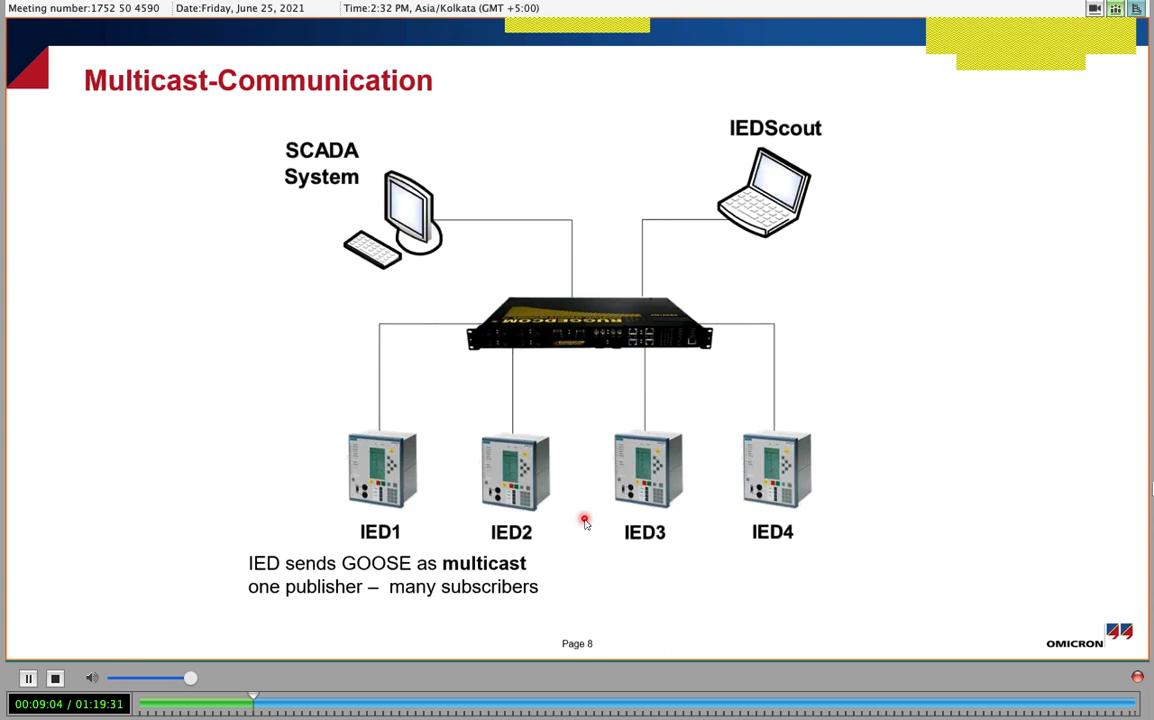 Meeting number:1752 50 4590 Date:Friday, June 25, 2021 Time:2:32 PM, Asia/Kolkata (GMT +5:00)
Multicast-Communication
IEDScout
SCADA
System
RUGGEDCOM
IED1 IED2 IED3 IED4
IED sends GOOSE as multicast
one publisher – many subscribers
Page 8
OMICRON
00:09:04 / 01:19:31